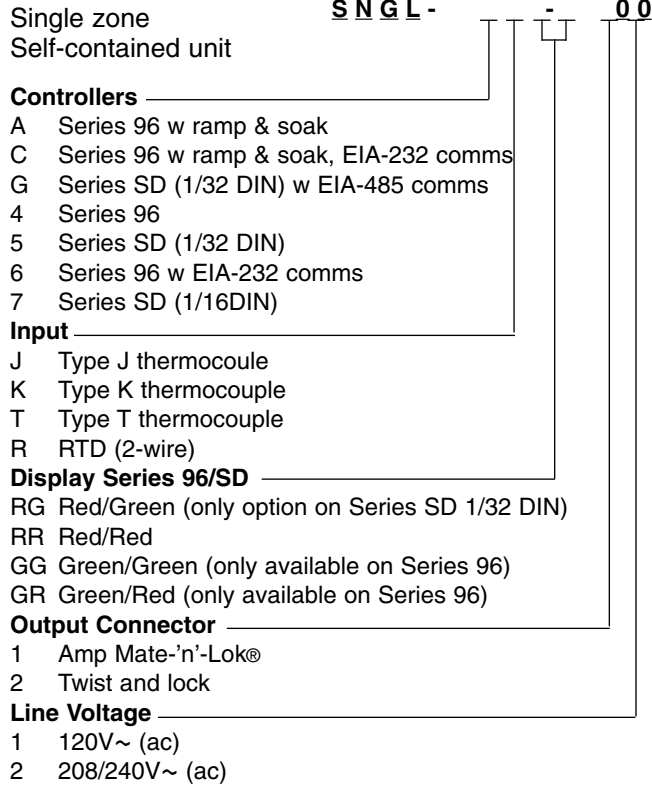 Single zone
Self-contained unit
S N G L - _ _ - _ _ _ _ 0 0
Controllers
A Series 96 w ramp & soak
C Series 96 w ramp & soak, EIA-232 comms
G Series SD (1/32 DIN) w EIA-485 comms
4 Series 96
5 Series SD (1/32 DIN)
6 Series 96 w EIA-232 comms
7 Series SD (1/16DIN)
Input
J Type J thermocoule
K Type K thermocouple
T Type T thermocouple
R RTD (2-wire)
Display Series 96/SD
RG Red/Green (only option on Series SD 1/32 DIN)
RR Red/Red
GG Green/Green (only available on Series 96)
GR Green/Red (only available on Series 96)
Output Connector
1 Amp Mate-'n'-Lok®
2 Twist and lock
Line Voltage
1 120V~ (ac)
2 208/240V~ (ac)